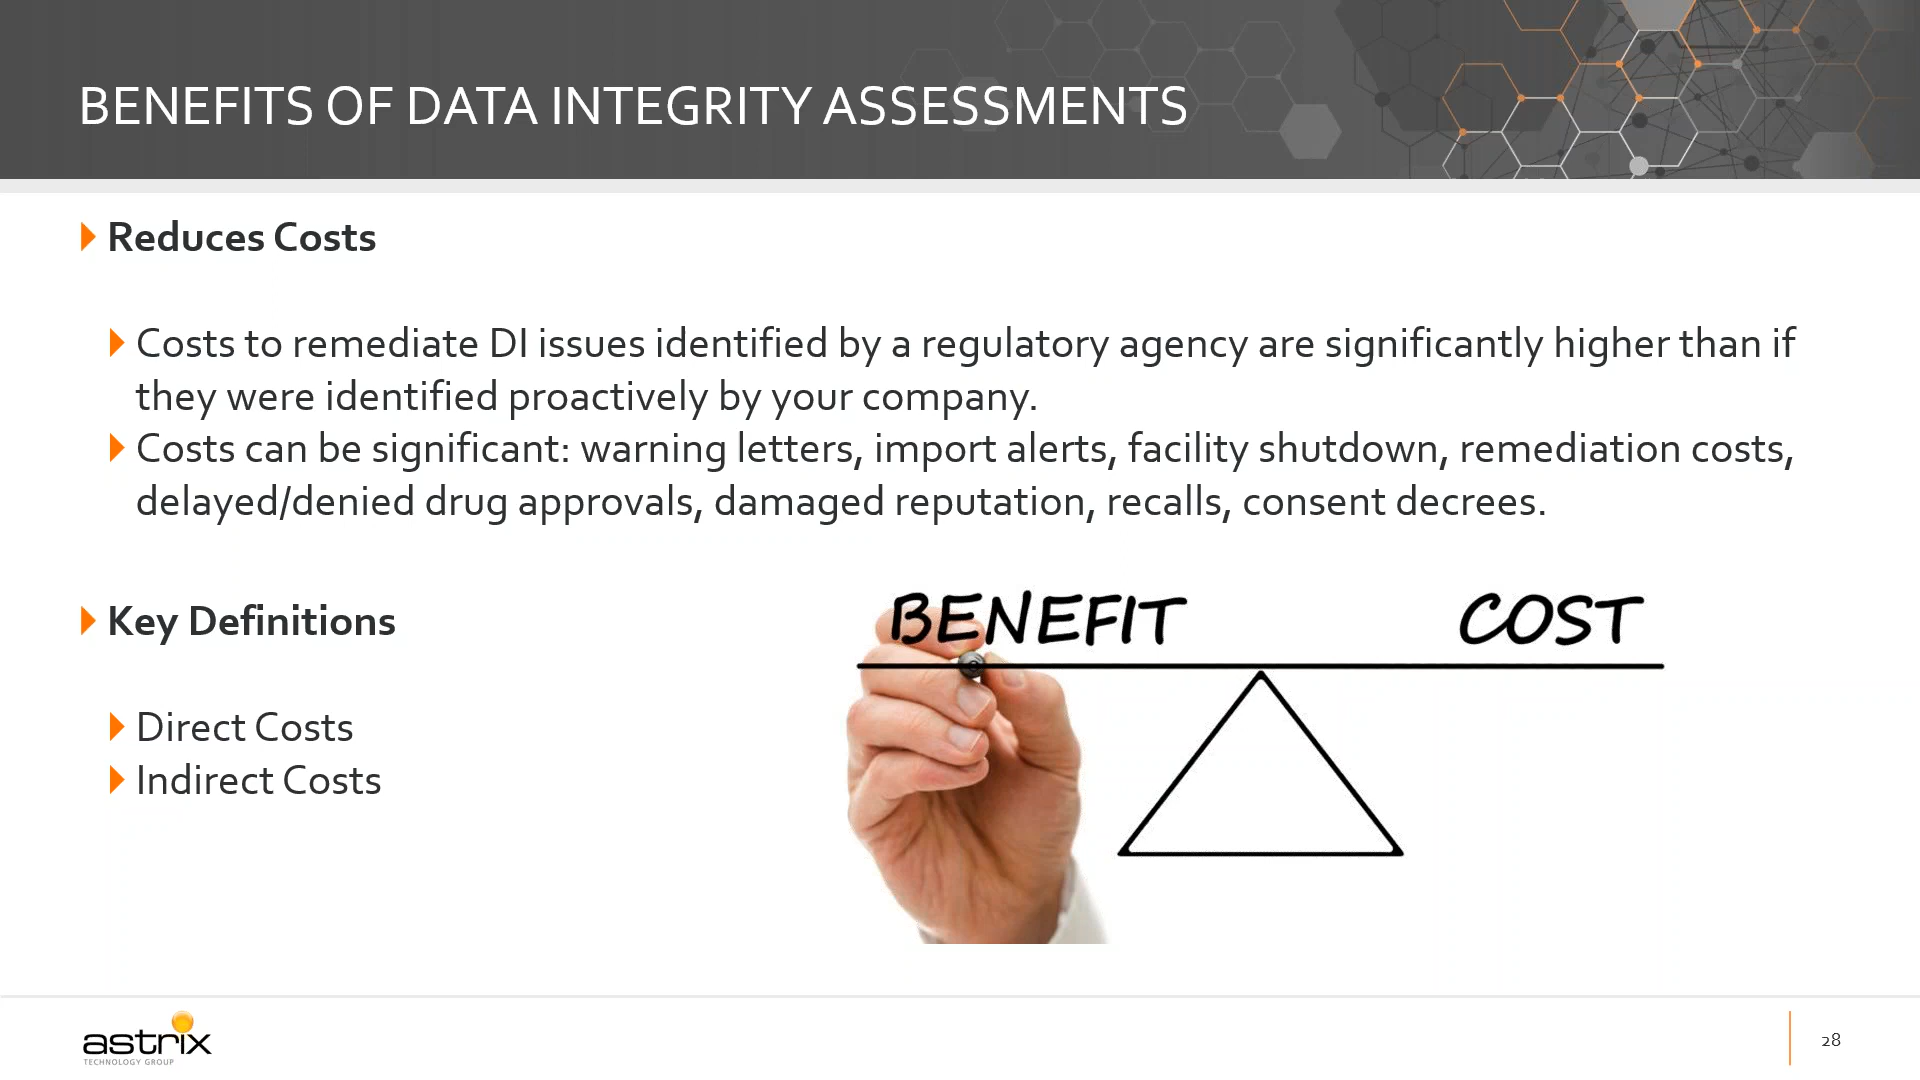 BENEFITS OF DATA INTEGRITY ASSESSMENTS
Reduces Costs
Costs to remediate DI issues identified by a regulatory agency are significantly higher than if
they were identified proactively by your company.
Costs can be significant: warning letters, import alerts, facility shutdown, remediation costs,
delayed/denied drug approvals, damaged reputation, recalls, consent decrees.
Key Definitions
Direct Costs
Indirect Costs
BENEFIT COST
astrix
TECHNOLOGY GROUP
28